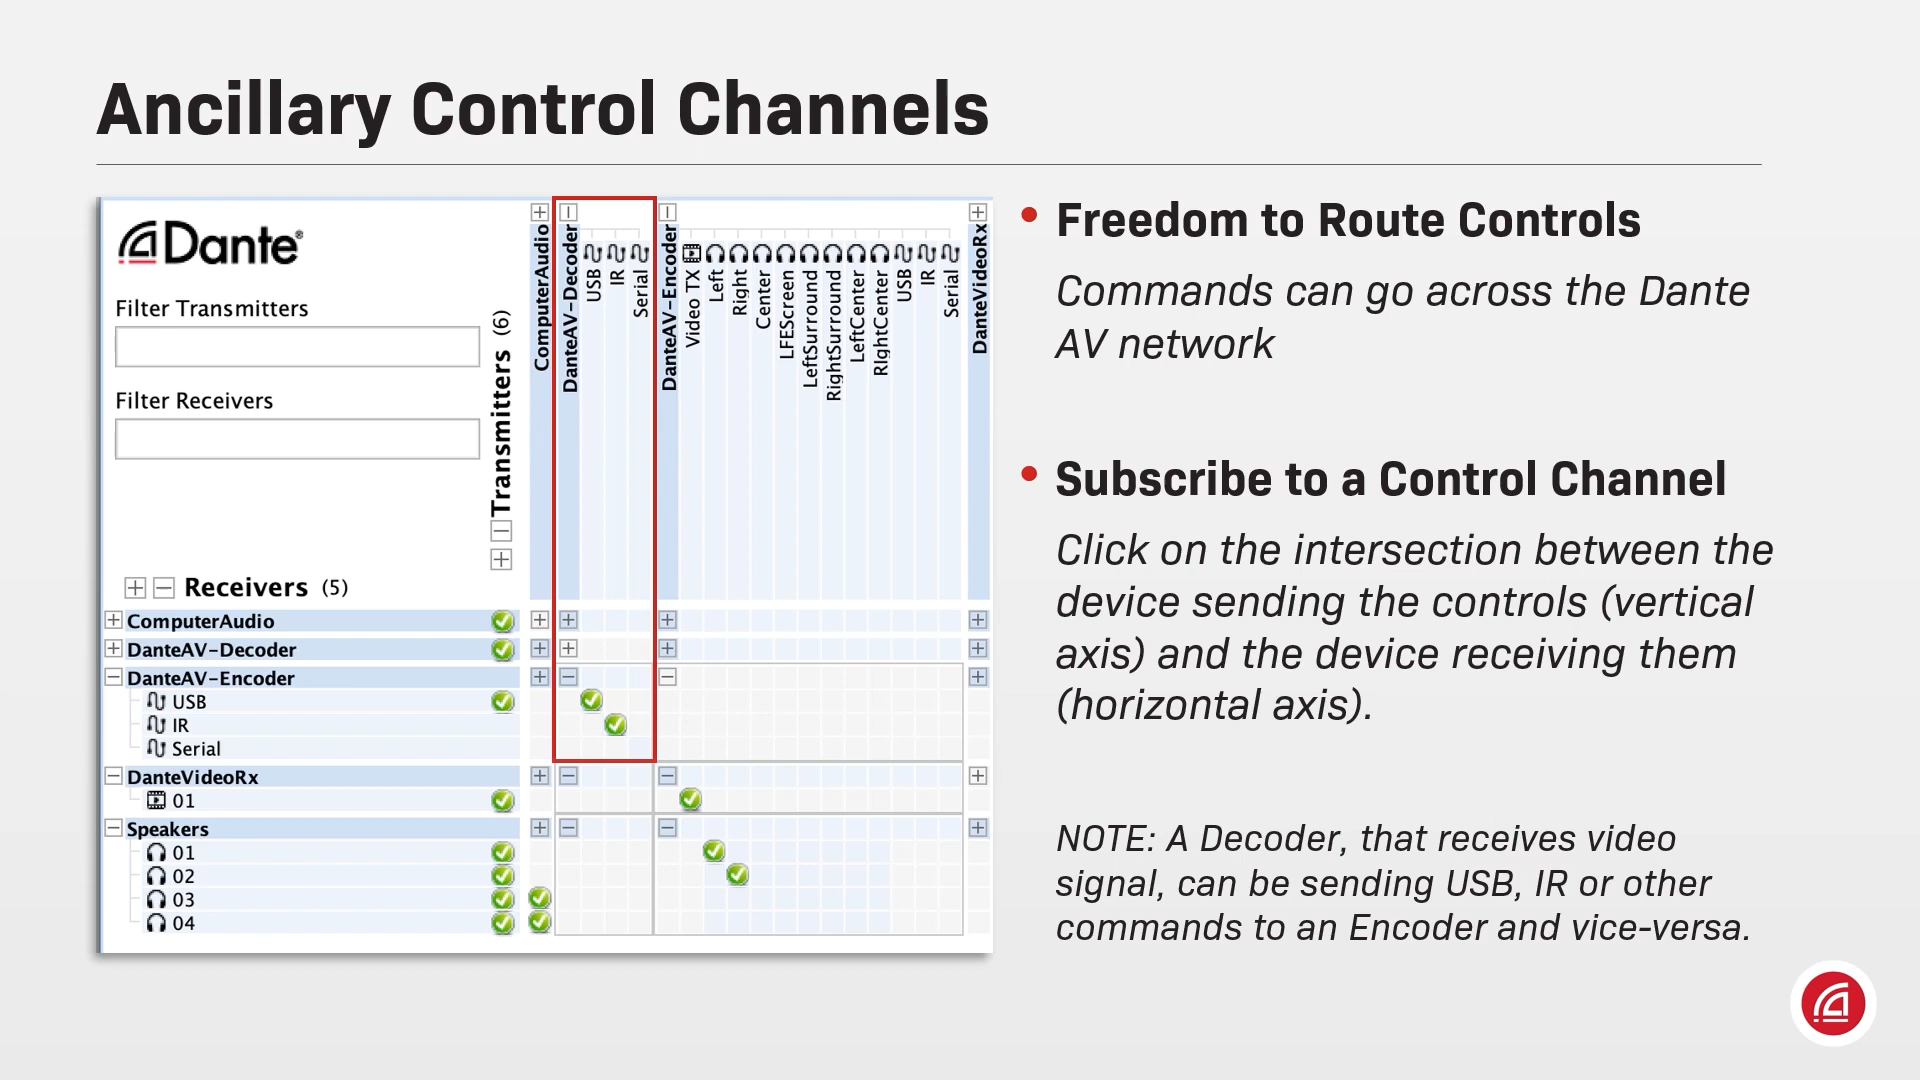 Ancillary Control Channels
Dante®
Filter Transmitters
Filter Receivers
Transmitters (6)
ComputerAudio
DanteAV-Decoder
USB
IR
Serial
DanteAV-Encoder
Video TX
Left
Right
Center
LFEScreen
LeftSurround
RightSurround
LeftCenter
RIghtCenter
USB
IR
Serial
DanteVideoRx
Receivers (5)
ComputerAudio
DanteAV-Decoder
DanteAV-Encoder
USB
IR
Serial
DanteVideoRx
01
Speakers
01
02
03
04
• Freedom to Route Controls
Commands can go across the Dante
AV network
• Subscribe to a Control Channel
Click on the intersection between the
device sending the controls (vertical
axis) and the device receiving them
(horizontal axis).
NOTE: A Decoder, that receives video
signal, can be sending USB, IR or other
commands to an Encoder and vice-versa.